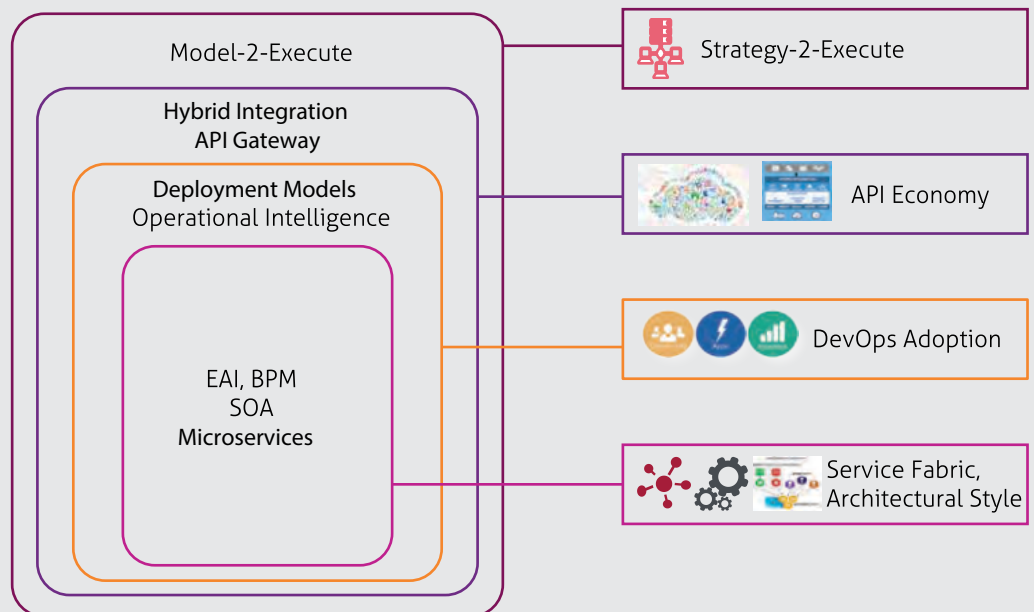 Model-2-Execute
Hybrid Integration
API Gateway
Deployment Models
Operational Intelligence
EAI, BPM
SOA
Microservices
Strategy-2-Execute
API Economy
DevOps Adoption
Service Fabric,
Architectural Style